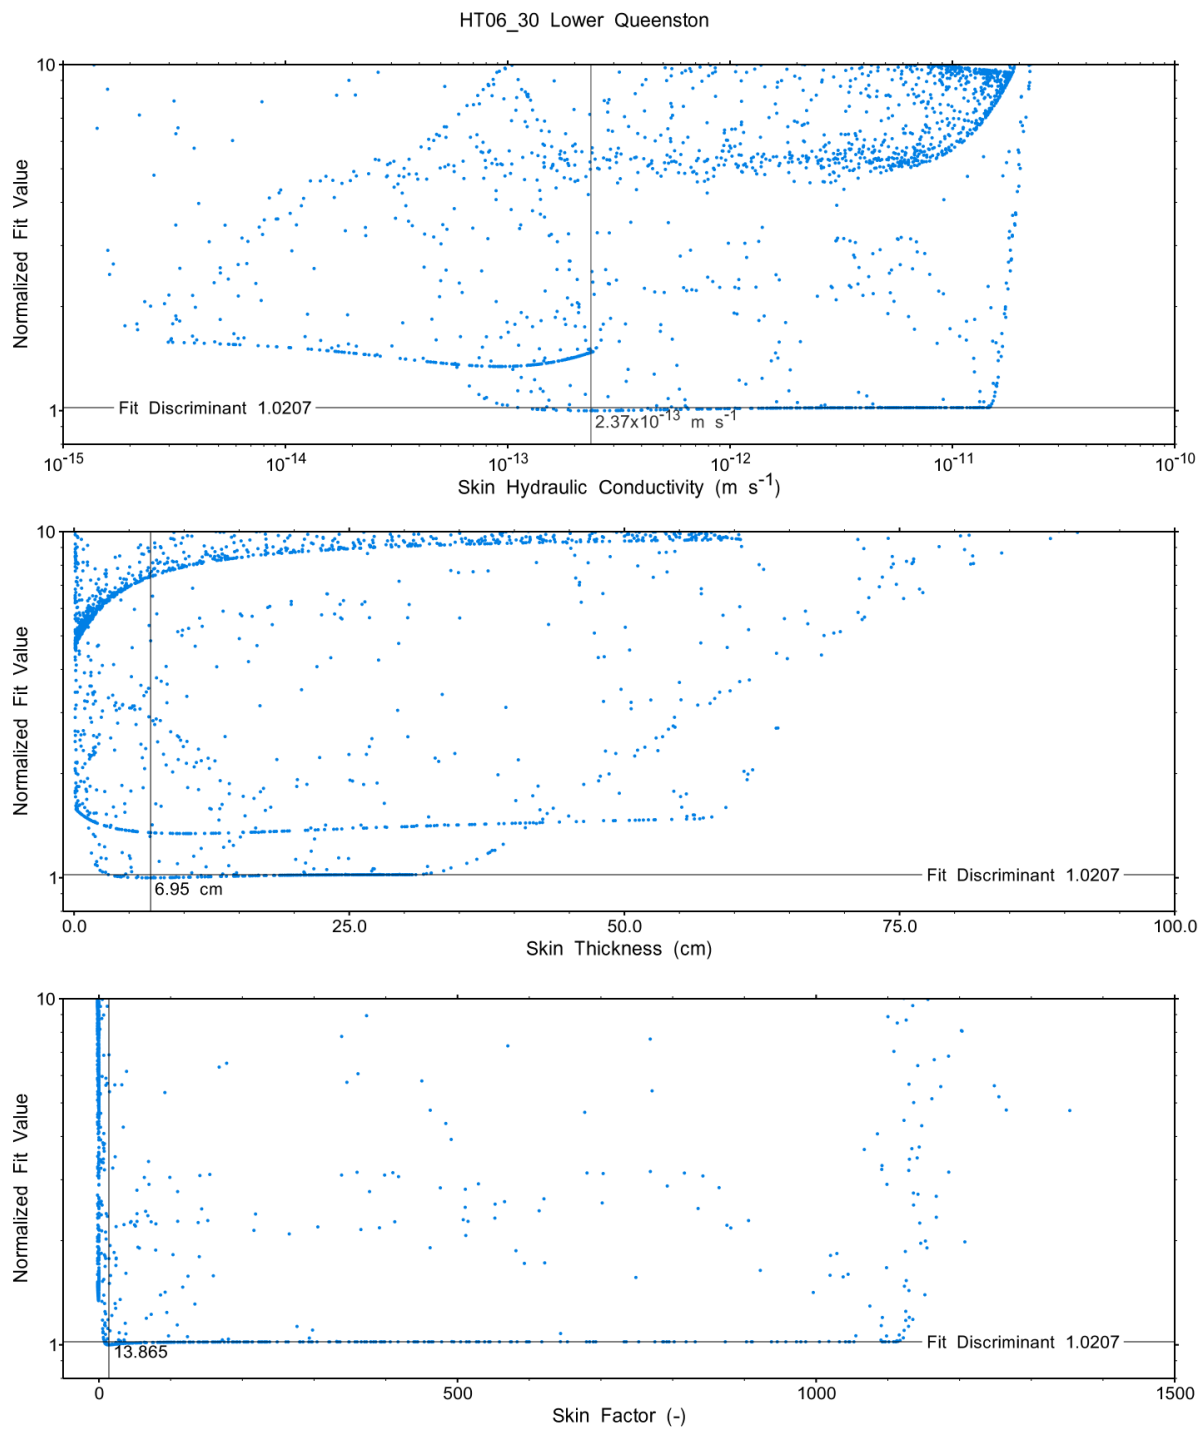 HT06_30 Lower Queenston
10
Normalized Fit Value
Fit Discriminant 1.0207
1
2.37x10⁻¹³ m s⁻¹
10⁻¹⁵ 10⁻¹⁴ 10⁻¹³ 10⁻¹² 10⁻¹¹ 10⁻¹⁰
Skin Hydraulic Conductivity (m s⁻¹)
10
Normalized Fit Value
Fit Discriminant 1.0207
1
6.95 cm
0.0 25.0 50.0 75.0 100.0
Skin Thickness (cm)
10
Normalized Fit Value
Fit Discriminant 1.0207
1
13.865
0 500 1000 1500
Skin Factor (-)